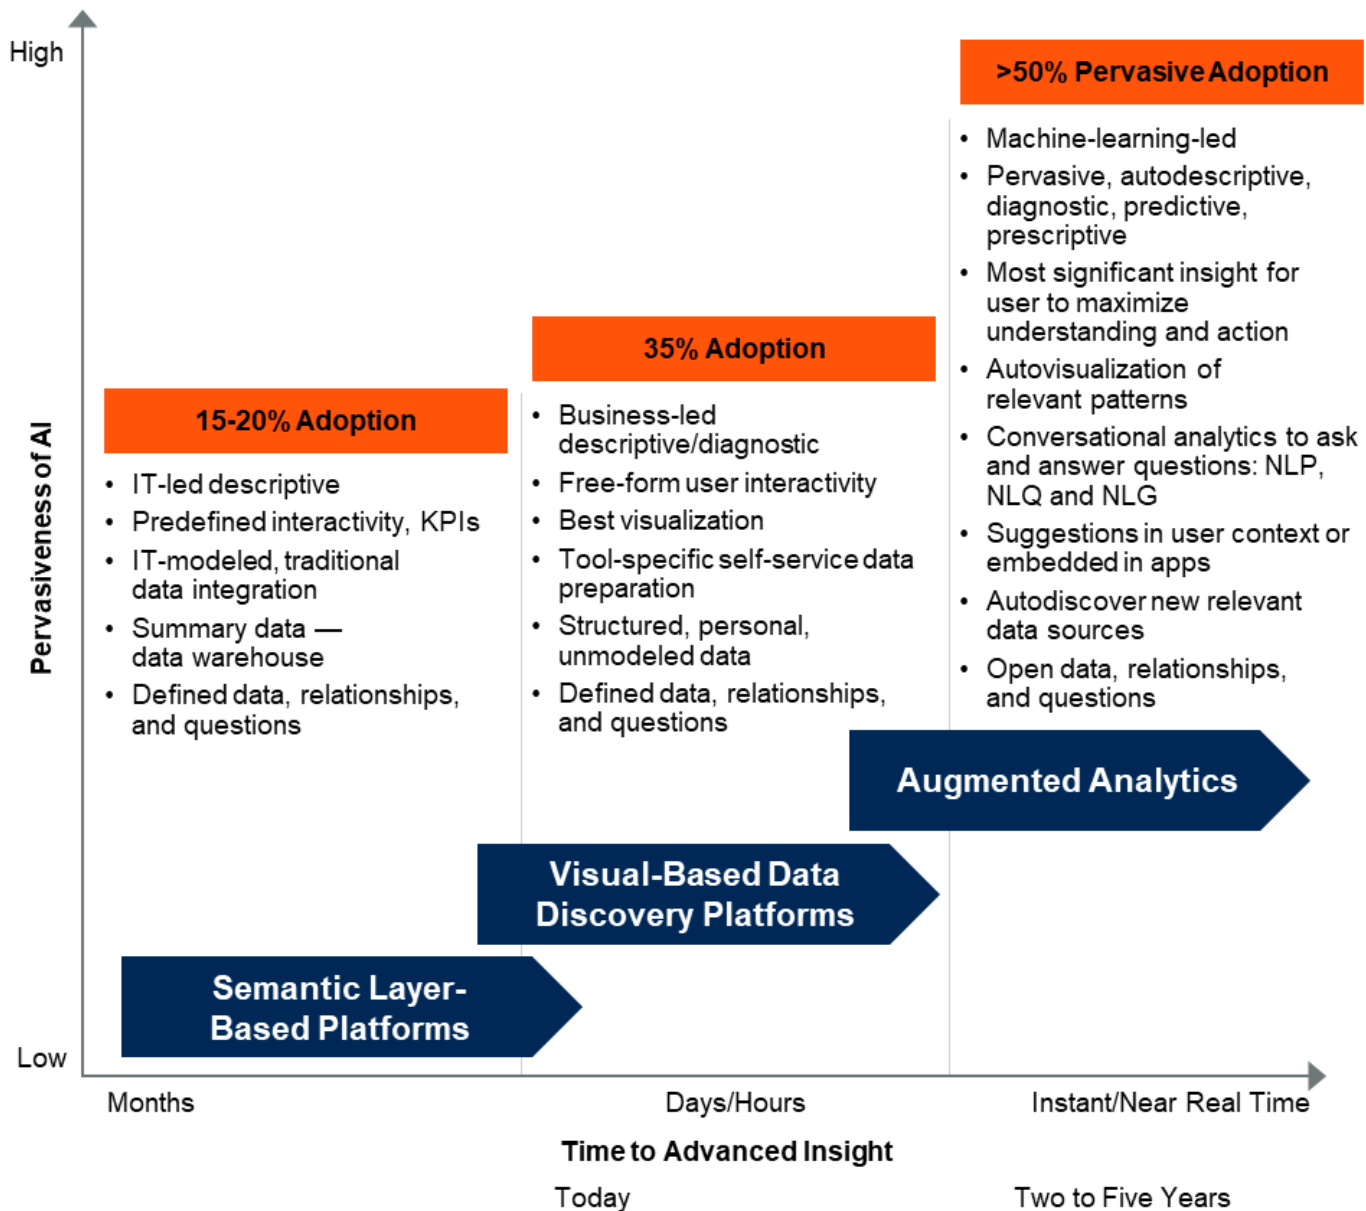 High
>50% Pervasive Adoption
• Machine-learning-led
• Pervasive, autodescriptive,
diagnostic, predictive,
prescriptive
• Most significant insight for
user to maximize
understanding and action
• Autovisualization of
relevant patterns
• Conversational analytics to ask
and answer questions: NLP,
NLQ and NLG
• Suggestions in user context or
embedded in apps
• Autodiscover new relevant
data sources
• Open data, relationships,
and questions
35% Adoption
• Business-led
descriptive/diagnostic
• Free-form user interactivity
• Best visualization
• Tool-specific self-service data
preparation
• Structured, personal,
unmodeled data
• Defined data, relationships,
and questions
15-20% Adoption
• IT-led descriptive
• Predefined interactivity, KPIs
• IT-modeled, traditional
data integration
• Summary data —
data warehouse
• Defined data, relationships,
and questions
Pervasiveness of AI
Augmented Analytics
Visual-Based Data
Discovery Platforms
Semantic Layer-
Based Platforms
Low
Months
Days/Hours
Instant/Near Real Time
Time to Advanced Insight
Today
Two to Five Years